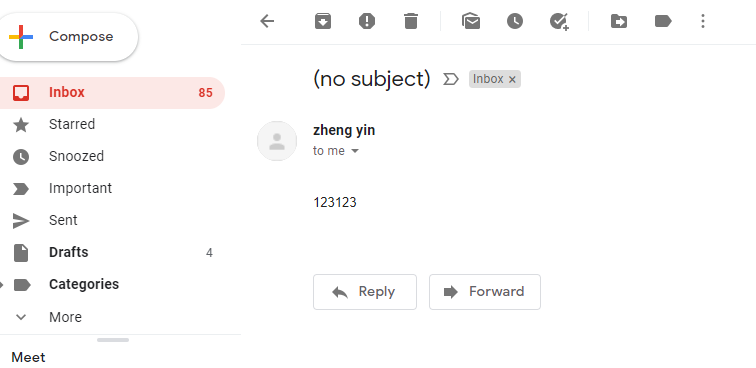 Compose
Inbox 85
Starred
Snoozed
Important
Sent
Drafts 4
Categories
More
Meet
(no subject) Inbox ×
zheng yin
to me
123123
Reply Forward